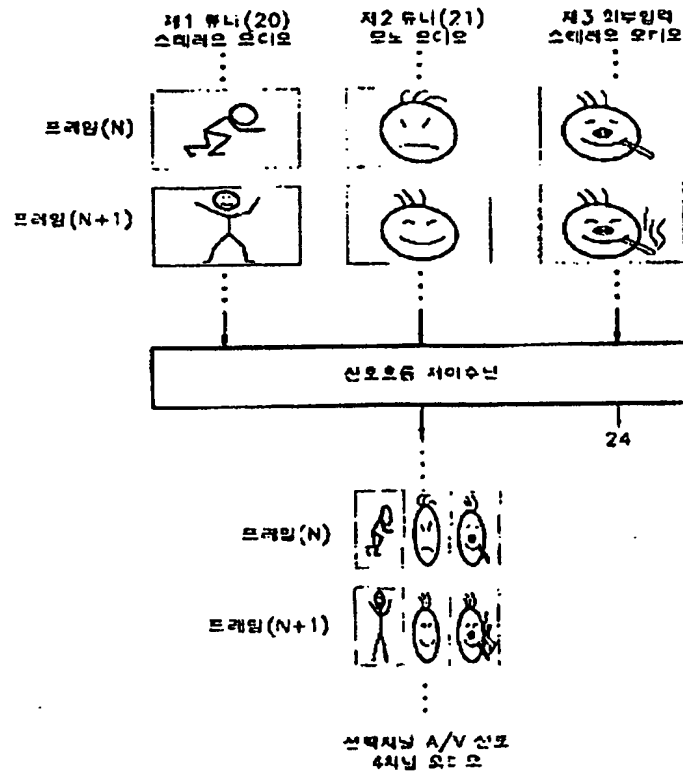 제1 튜너(20)
스테레오 오디오
제2 튜너(21)
모노 오디오
제3 외부입력
스테레오 오디오
프레임(N)
프레임(N+1)
신호흐름 제어수단
24
프레임(N)
프레임(N+1)
선택채널 A/V 신호
4채널 오디오